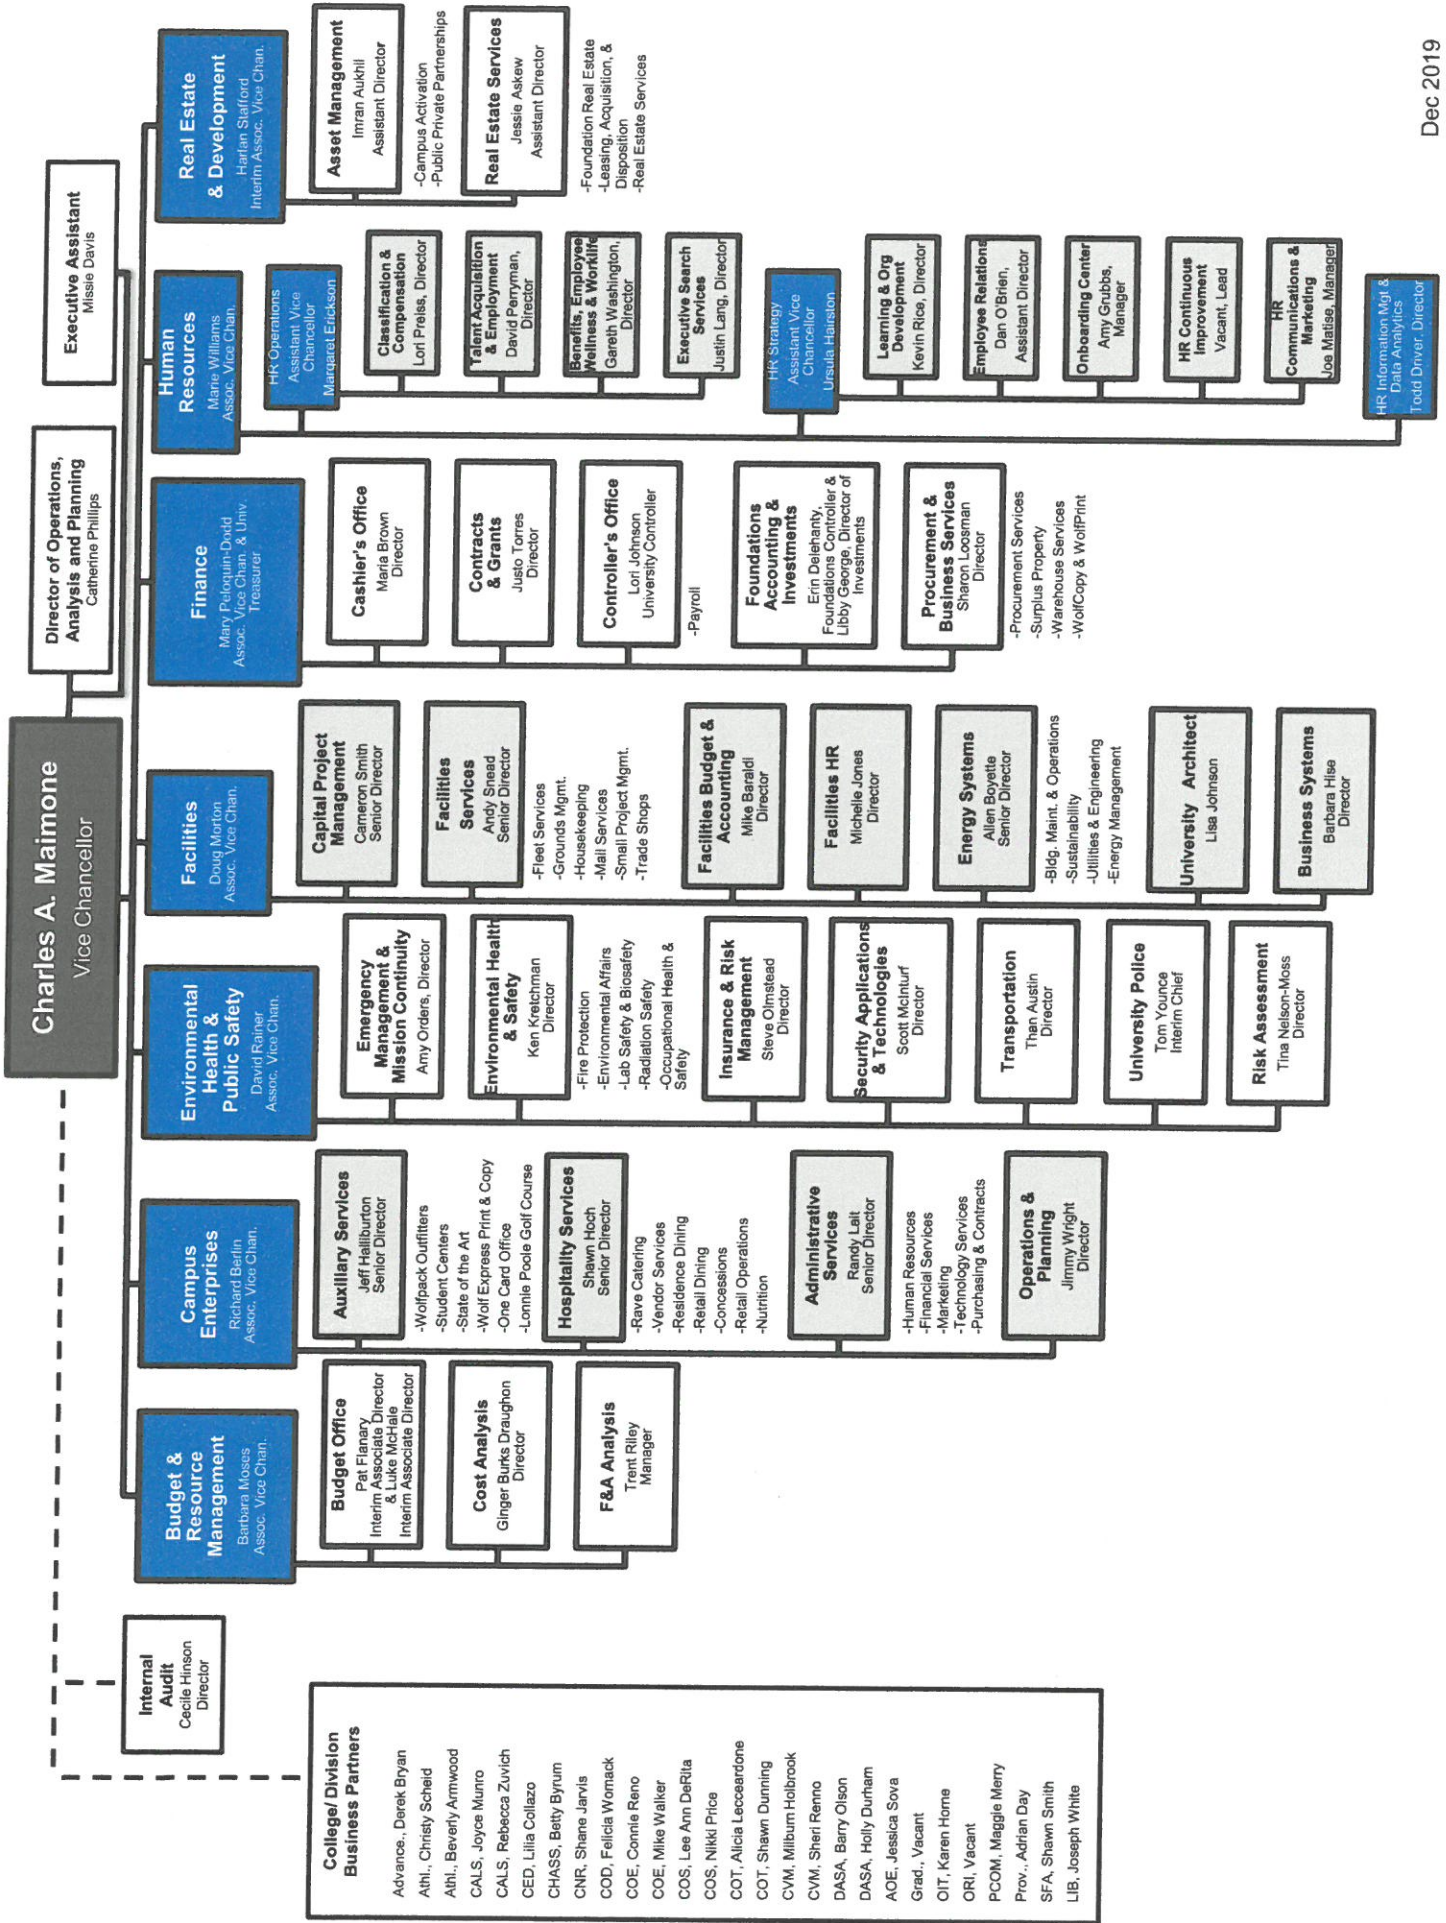 Charles A. Maimone
Vice Chancellor
Director of Operations,
Analysis and Planning
Catherine Phillips
Executive Assistant
Missie Davis
Internal
Audit
Cecile Hinson
Director
College/ Division
Business Partners
Advance., Derek Bryan
Athl., Christy Scheid
Athl., Beverly Armwood
CALS, Joyce Munro
CALS, Rebecca Zuvich
CED, Lilia Collazo
CHASS, Betty Byrum
CNR, Shane Jarvis
COD, Felicia Womack
COE, Connie Reno
COE, Mike Walker
COS, Lee Ann DeRita
COS, Nikki Price
COT, Alicia Lecceardone
COT, Shawn Dunning
CVM, Milburn Holbrook
CVM, Sheri Renno
DASA, Barry Olson
DASA, Holly Durham
AOE, Jessica Sova
Grad., Vacant
OIT, Karen Horne
ORI, Vacant
PCOM, Maggie Merry
Prov., Adrian Day
SFA, Shawn Smith
LIB, Joseph White
Budget &
Resource
Management
Barbara Moses
Assoc. Vice Chan.
Budget Office
Pat Flanary
Interim Associate Director
& Luke McHale
Interim Associate Director
Cost Analysis
Ginger Burks Draughon
Director
F&A Analysis
Trent Riley
Manager
Campus
Enterprises
Richard Berlin
Assoc. Vice Chan.
Auxiliary Services
Jeff Halliburton
Senior Director
-Wolfpack Outfitters
-Student Centers
-State of the Art
-Wolf Express Print & Copy
-One Card Office
-Lonnie Poole Golf Course
Hospitality Services
Shawn Hoch
Senior Director
-Rave Catering
-Vendor Services
-Residence Dining
-Retail Dining
-Concessions
-Retail Operations
-Nutrition
Administrative
Services
Randy Lait
Senior Director
-Human Resources
-Financial Services
-Marketing
-Technology Services
-Purchasing & Contracts
Operations &
Planning
Jimmy Wright
Director
Environmental
Health &
Public Safety
David Rainer
Assoc. Vice Chan.
Emergency
Management &
Mission Continuity
Amy Orders, Director
Environmental Health
& Safety
Ken Kretchman
Director
-Fire Protection
-Environmental Affairs
-Lab Safety & Biosafety
-Radiation Safety
-Occupational Health &
Safety
Insurance & Risk
Management
Steve Olmstead
Director
Security Applications
& Technologies
Scott McInturf
Director
Transportation
Than Austin
Director
University Police
Tom Younce
Interim Chief
Risk Assessment
Tina Nelson-Moss
Director
Facilities
Doug Morton
Assoc. Vice Chan.
Capital Project
Management
Cameron Smith
Senior Director
Facilities
Services
Andy Snead
Senior Director
-Fleet Services
-Grounds Mgmt.
-Housekeeping
-Mail Services
-Small Project Mgmt.
-Trade Shops
Facilities Budget &
Accounting
Mike Baraldi
Director
Facilities HR
Michelle Jones
Director
Energy Systems
Allen Boyette
Senior Director
-Bldg. Maint. & Operations
-Sustainability
-Utilities & Engineering
-Energy Management
University Architect
Lisa Johnson
Business Systems
Barbara Hise
Director
Finance
Mary Peloquin-Dodd
Assoc. Vice Chan. & Univ.
Treasurer
Cashier's Office
Maria Brown
Director
Contracts
& Grants
Justo Torres
Director
Controller's Office
Lori Johnson
University Controller
-Payroll
Foundations
Accounting &
Investments
Erin Delehanty,
Foundations Controller &
Libby George, Director of
Investments
Procurement &
Business Services
Sharon Loosman
Director
-Procurement Services
-Surplus Property
-Warehouse Services
-WolfCopy & WolfPrint
Human
Resources
Marie Williams
Assoc. Vice Chan.
HR Operations
Assistant Vice
Chancellor
Margaret Erickson
Classification &
Compensation
Lori Preiss, Director
Talent Acquisition
& Employment
David Perryman,
Director
Benefits, Employee
Wellness & Worklife
Gareth Washington,
Director
Executive Search
Services
Justin Lang, Director
HR Strategy
Assistant Vice
Chancellor
Ursula Hairston
Learning & Org
Development
Kevin Rice, Director
Employee Relations
Dan O'Brien,
Assistant Director
Onboarding Center
Amy Grubbs,
Manager
HR Continuous
Improvement
Vacant, Lead
HR
Communications &
Marketing
Joe Matise, Manager
HR Information Mgt &
Data Analytics
Todd Driver, Director
Real Estate
& Development
Harlan Stafford
Interim Assoc. Vice Chan.
Asset Management
Imran Aukhil
Assistant Director
-Campus Activation
-Public Private Partnerships
Real Estate Services
Jessie Askew
Assistant Director
-Foundation Real Estate
-Leasing, Acquisition, &
Disposition
-Real Estate Services
Dec 2019